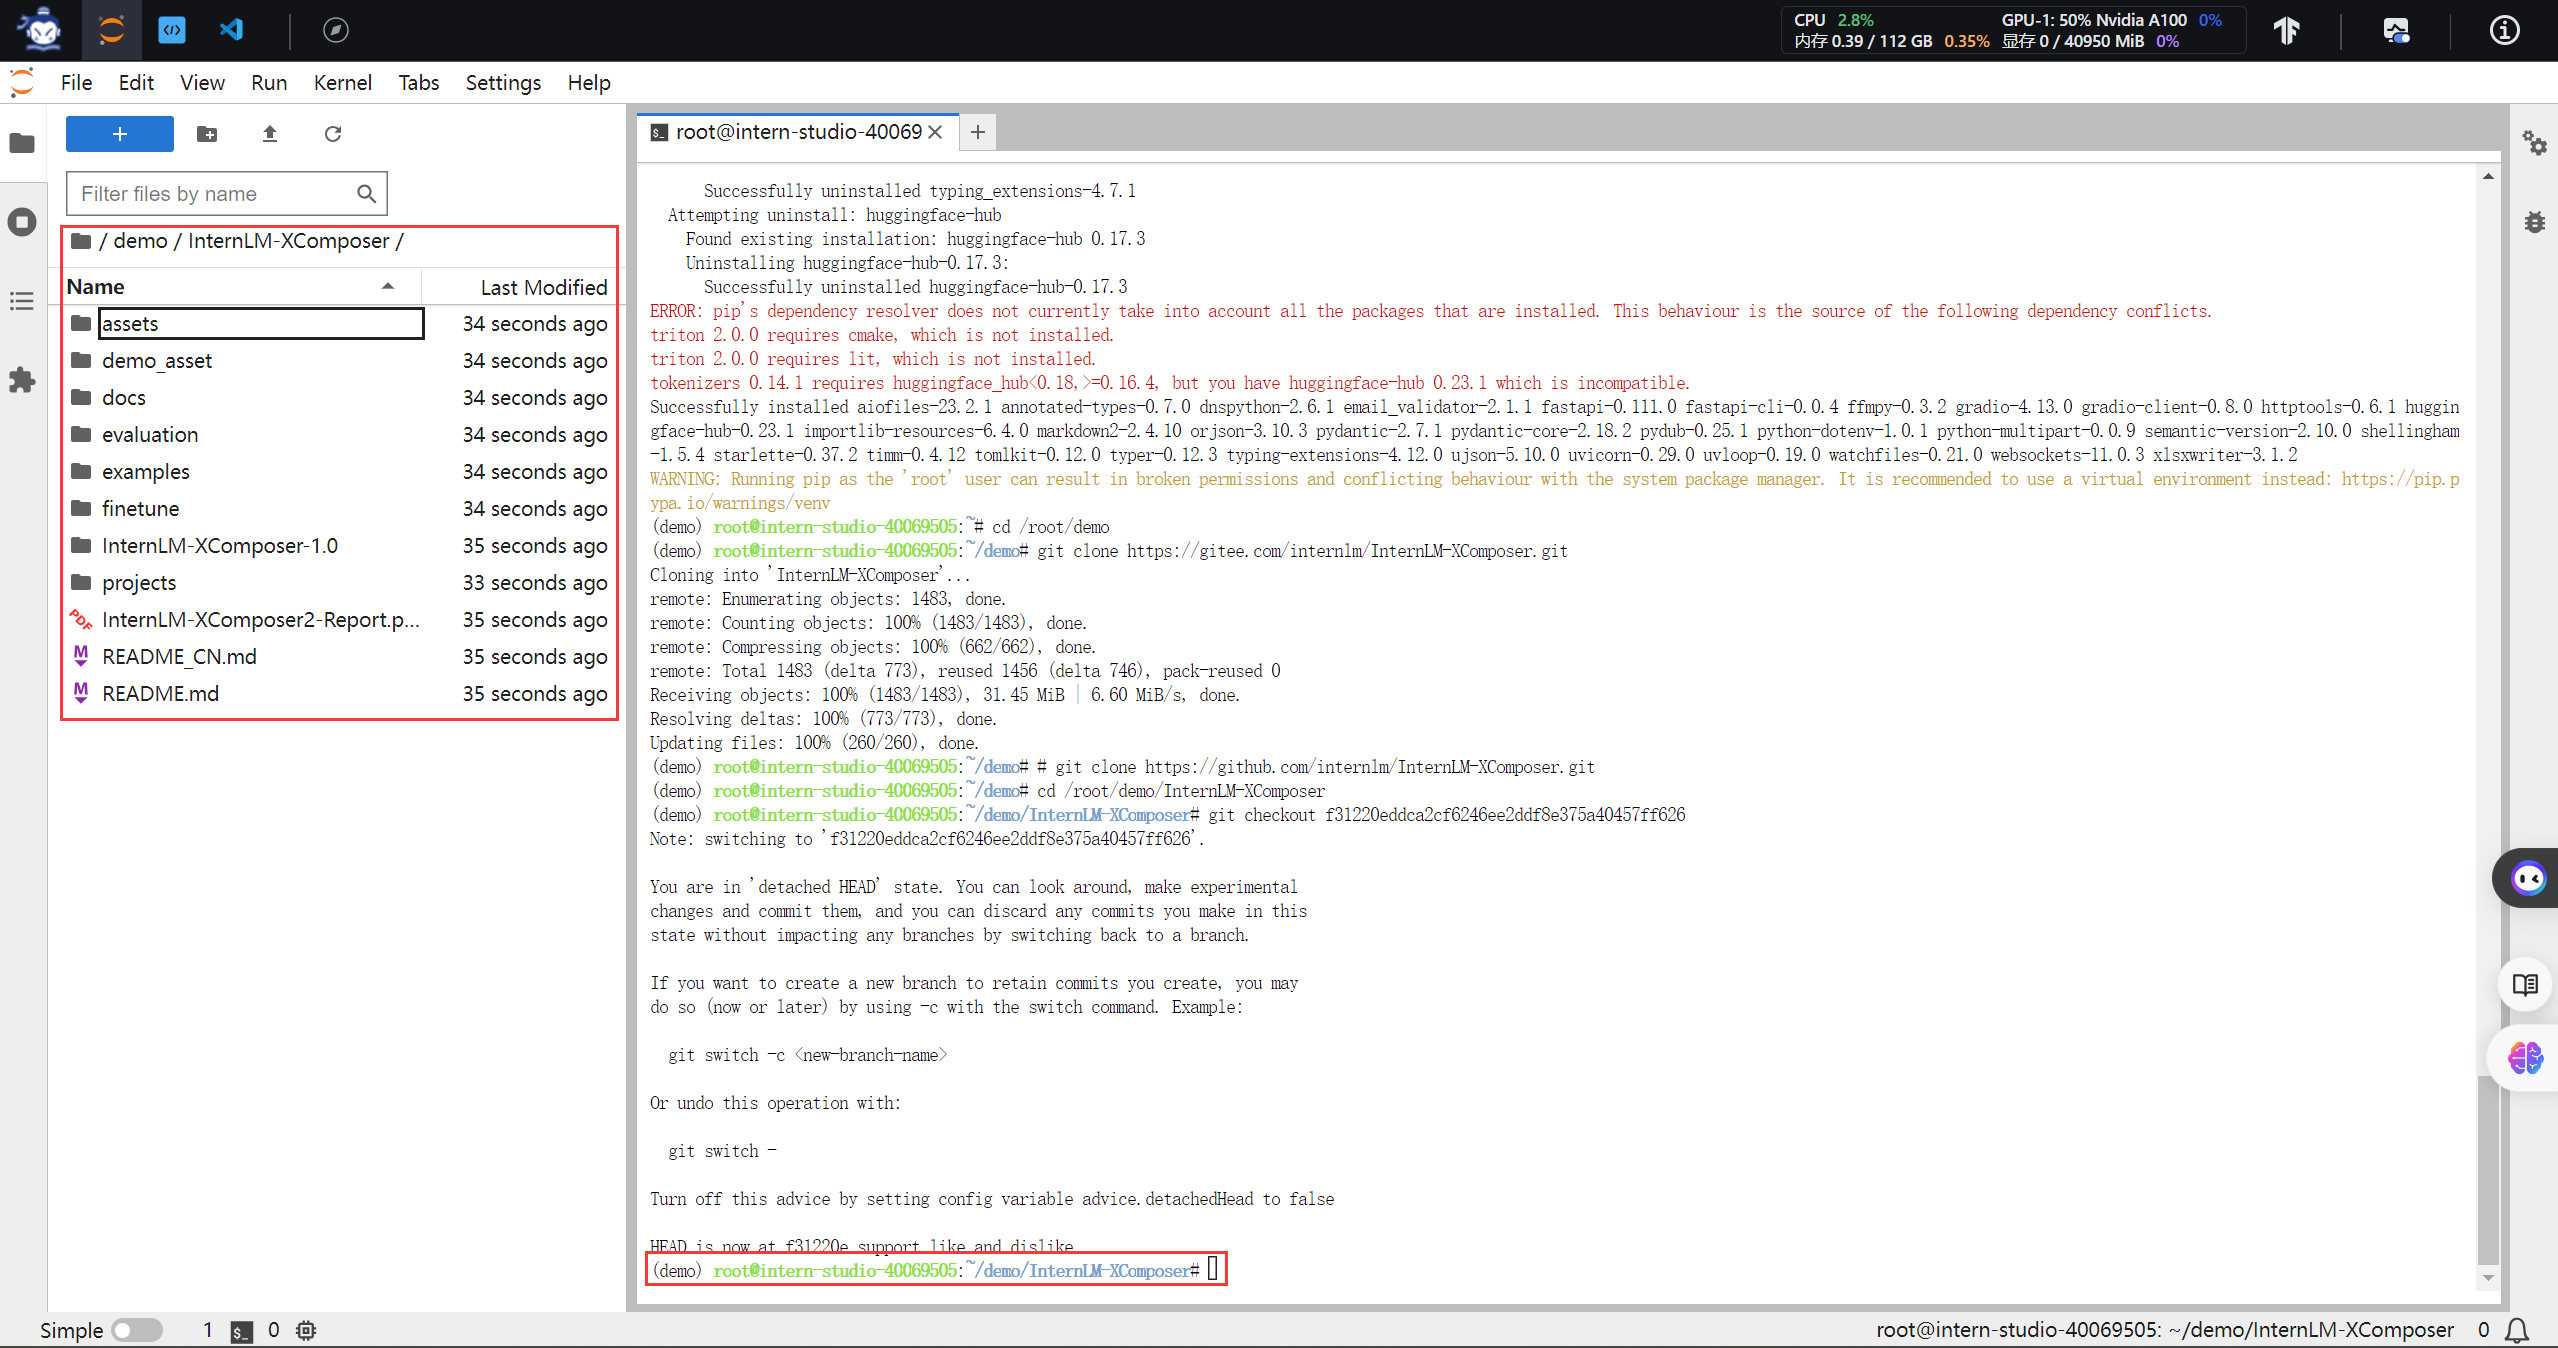 CPU 2.8% GPU-1: 50% Nvidia A100 0%
内存 0.39 / 112 GB 0.35% 显存 0 / 40950 MiB 0%
File Edit View Run Kernel Tabs Settings Help
+
root@intern-studio-40069 × +
Filter files by name
/ demo / InternLM-XComposer /
Name Last Modified
assets 34 seconds ago
demo_asset 34 seconds ago
docs 34 seconds ago
evaluation 34 seconds ago
examples 34 seconds ago
finetune 34 seconds ago
InternLM-XComposer-1.0 35 seconds ago
projects 33 seconds ago
PDF InternLM-XComposer2-Report.p... 35 seconds ago
M README_CN.md 35 seconds ago
M README.md 35 seconds ago
Successfully uninstalled typing_extensions-4.7.1
Attempting uninstall: huggingface-hub
Found existing installation: huggingface-hub 0.17.3
Uninstalling huggingface-hub-0.17.3:
Successfully uninstalled huggingface-hub-0.17.3
ERROR: pip's dependency resolver does not currently take into account all the packages that are installed. This behaviour is the source of the following dependency conflicts.
triton 2.0.0 requires cmake, which is not installed.
triton 2.0.0 requires lit, which is not installed.
tokenizers 0.14.1 requires huggingface_hub<0.18,>=0.16.4, but you have huggingface-hub 0.23.1 which is incompatible.
Successfully installed aiofiles-23.2.1 annotated-types-0.7.0 dnspython-2.6.1 email_validator-2.1.1 fastapi-0.111.0 fastapi-cli-0.0.4 ffmpy-0.3.2 gradio-4.13.0 gradio-client-0.8.0 httptools-0.6.1 huggin
gface-hub-0.23.1 importlib-resources-6.4.0 markdown2-2.4.10 orjson-3.10.3 pydantic-2.7.1 pydantic-core-2.18.2 pydub-0.25.1 python-dotenv-1.0.1 python-multipart-0.0.9 semantic-version-2.10.0 shellingham
-1.5.4 starlette-0.37.2 timm-0.4.12 tomlkit-0.12.0 typer-0.12.3 typing-extensions-4.12.0 ujson-5.10.0 uvicorn-0.29.0 uvloop-0.19.0 watchfiles-0.21.0 websockets-11.0.3 xlsxwriter-3.1.2
WARNING: Running pip as the 'root' user can result in broken permissions and conflicting behaviour with the system package manager. It is recommended to use a virtual environment instead: https://pip.p
ypa.io/warnings/venv
(demo) root@intern-studio-40069505:~# cd /root/demo
(demo) root@intern-studio-40069505:~/demo# git clone https://gitee.com/internlm/InternLM-XComposer.git
Cloning into 'InternLM-XComposer'...
remote: Enumerating objects: 1483, done.
remote: Counting objects: 100% (1483/1483), done.
remote: Compressing objects: 100% (662/662), done.
remote: Total 1483 (delta 773), reused 1456 (delta 746), pack-reused 0
Receiving objects: 100% (1483/1483), 31.45 MiB | 6.60 MiB/s, done.
Resolving deltas: 100% (773/773), done.
Updating files: 100% (260/260), done.
(demo) root@intern-studio-40069505:~/demo# # git clone https://github.com/internlm/InternLM-XComposer.git
(demo) root@intern-studio-40069505:~/demo# cd /root/demo/InternLM-XComposer
(demo) root@intern-studio-40069505:~/demo/InternLM-XComposer# git checkout f31220eddca2cf6246ee2ddf8e375a40457ff626
Note: switching to 'f31220eddca2cf6246ee2ddf8e375a40457ff626'.
You are in 'detached HEAD' state. You can look around, make experimental
changes and commit them, and you can discard any commits you make in this
state without impacting any branches by switching back to a branch.
If you want to create a new branch to retain commits you create, you may
do so (now or later) by using -c with the switch command. Example:
git switch -c <new-branch-name>
Or undo this operation with:
git switch -
Turn off this advice by setting config variable advice.detachedHead to false
HEAD is now at f31220e support like and dislike
(demo) root@intern-studio-40069505:~/demo/InternLM-XComposer#
Simple 1 $_ 0 root@intern-studio-40069505: ~/demo/InternLM-XComposer 0